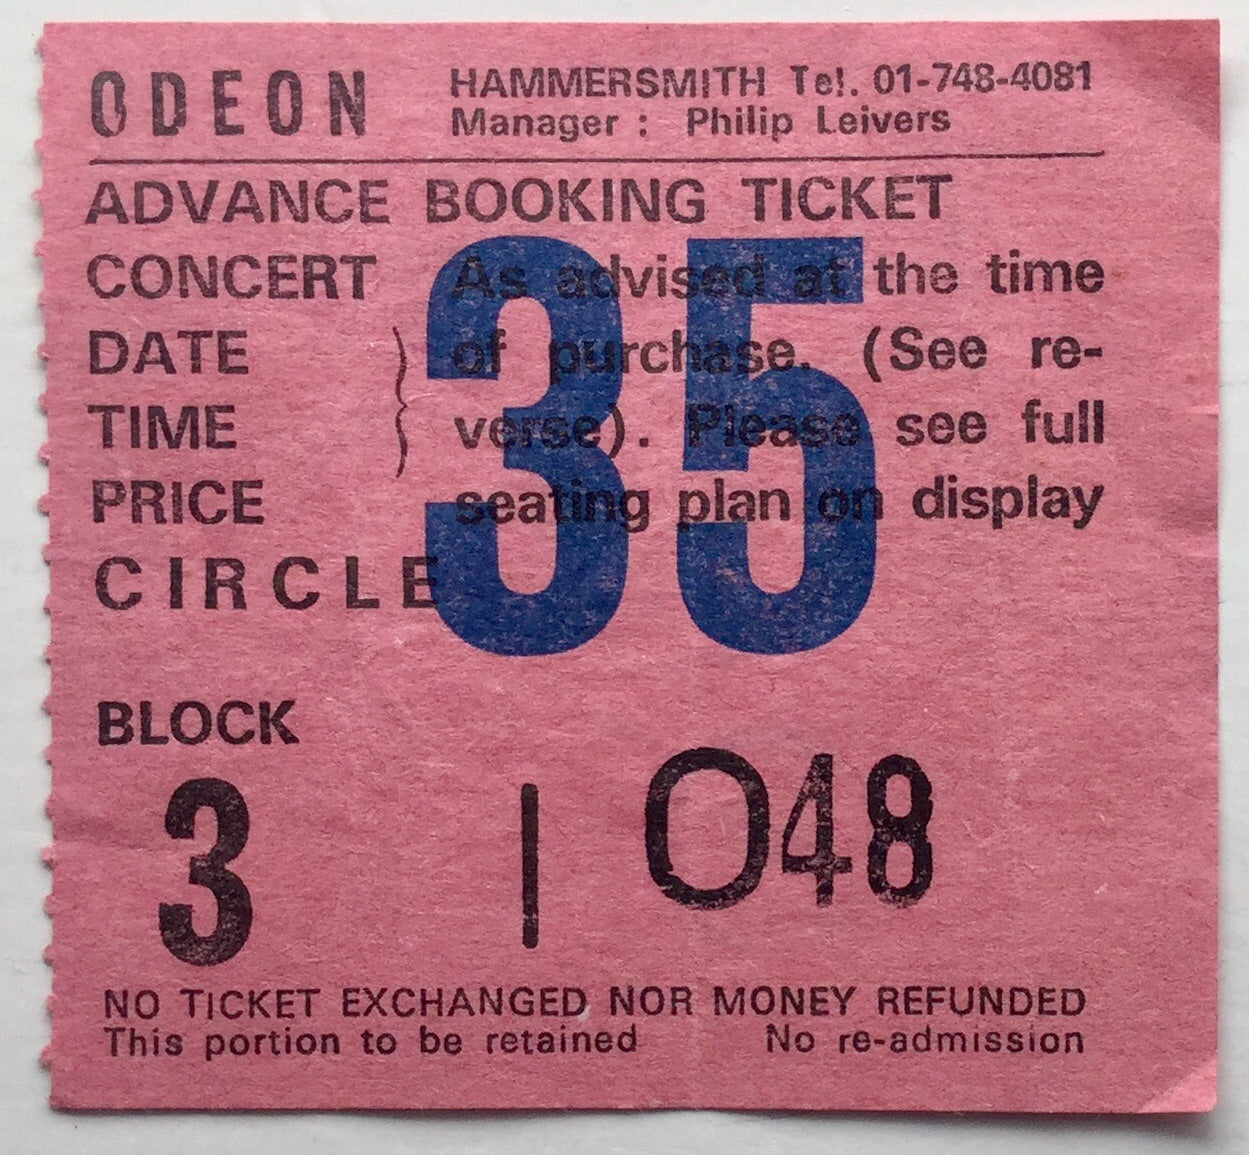 ODEON
HAMMERSMITH Tel. 01-748-4081
Manager : Philip Leivers
ADVANCE BOOKING TICKET
CONCERT As advised at the time
DATE of purchase. (See re-
TIME verse). Please see full
PRICE seating plan on display
CIRCLE
35
BLOCK
3 | O48
NO TICKET EXCHANGED NOR MONEY REFUNDED
This portion to be retained No re-admission